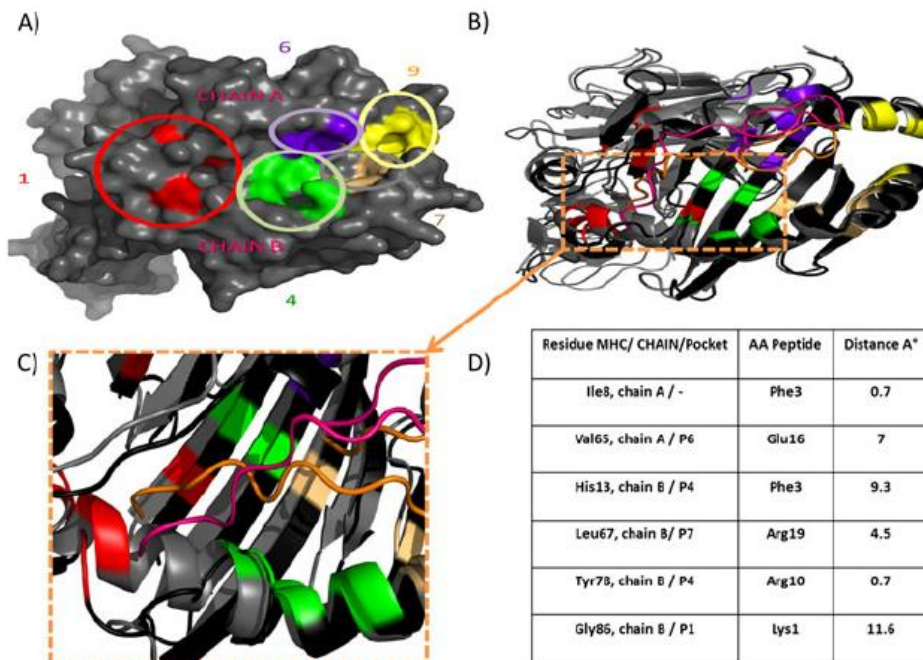 A)
6
B)
9
CHAIN A
1
7
CHAIN B
4
C)
D)
Residue MHC/ CHAIN/Pocket AA Peptide Distance A°
Ile8, chain A / - Phe3 0.7
Val65, chain A / P6 Glu16 7
His13, chain B / P4 Phe3 9.3
Leu67, chain B/ P7 Arg19 4.5
Tyr78, chain B / P4 Arg10 0.7
Gly86, chain B / P1 Lys1 11.6